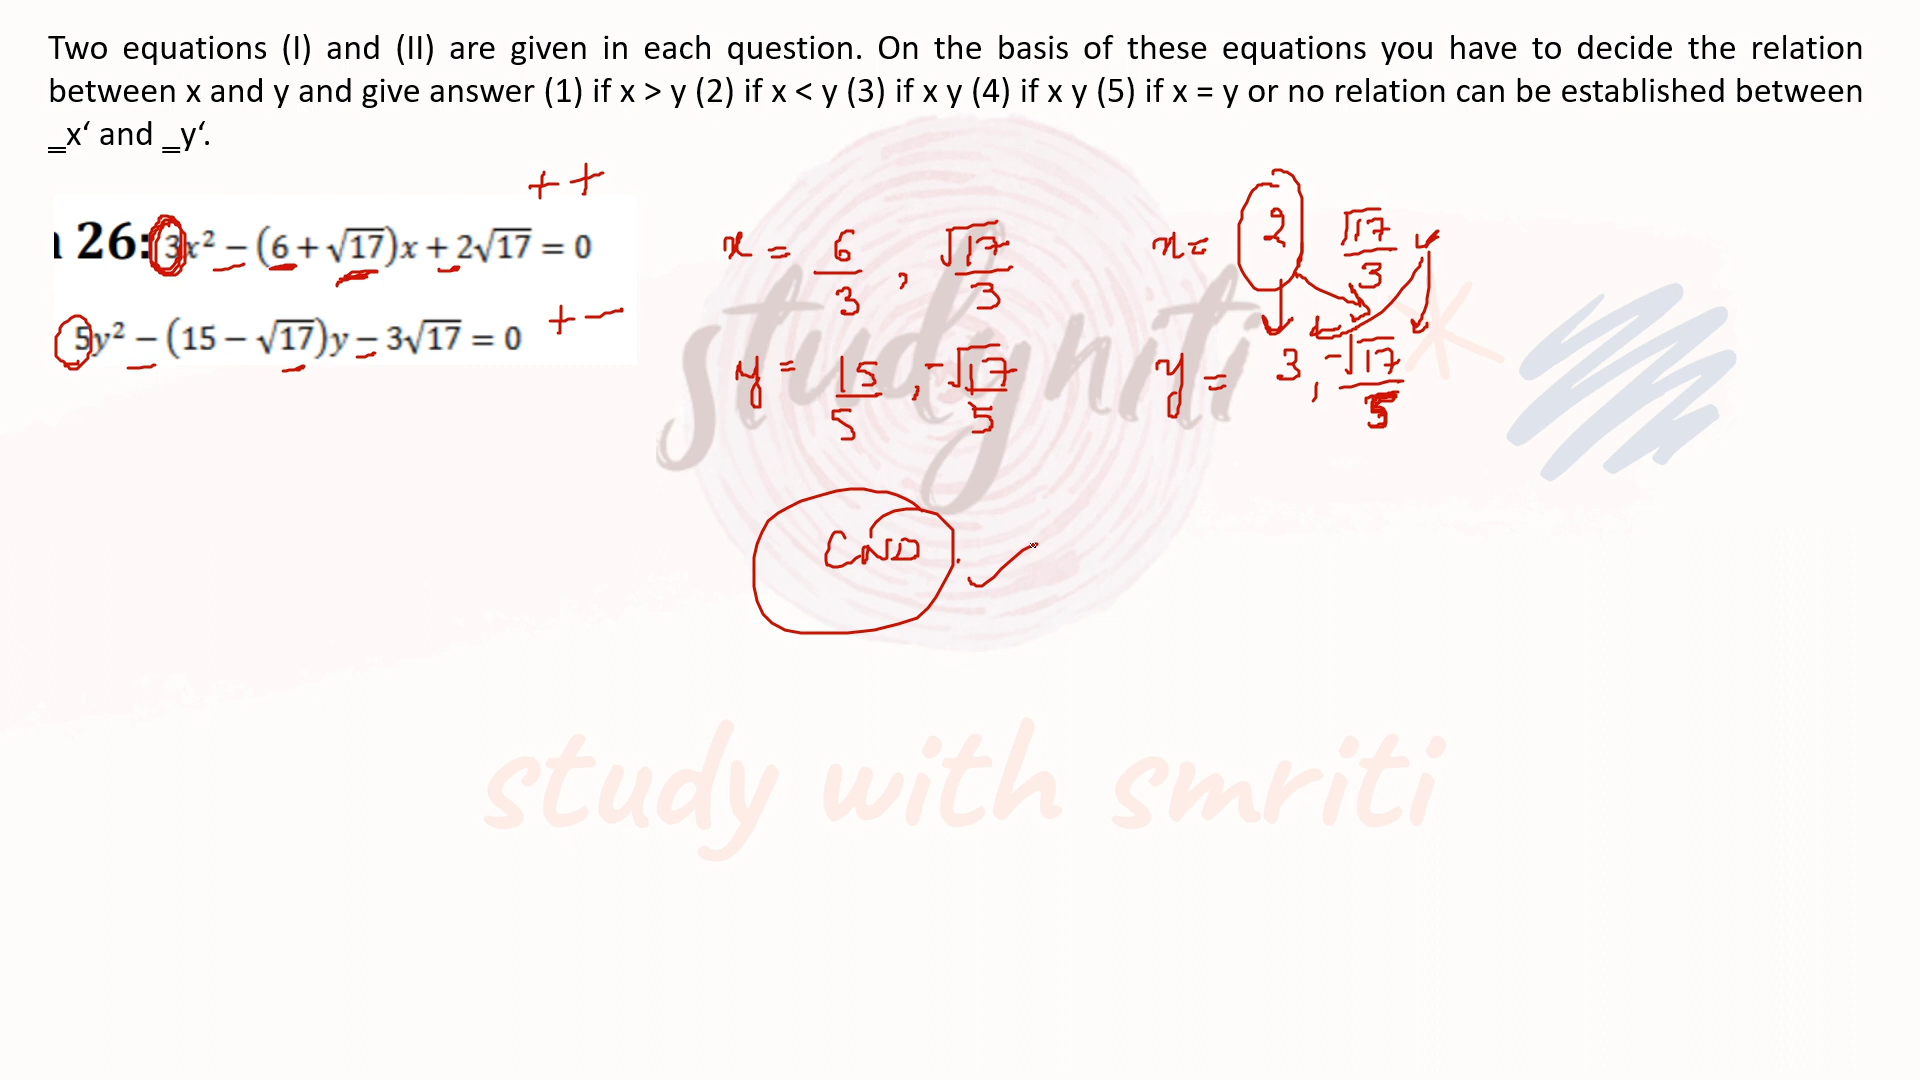 Two equations (I) and (II) are given in each question. On the basis of these equations you have to decide the relation
between x and y and give answer (1) if x > y (2) if x < y (3) if x y (4) if x y (5) if x = y or no relation can be established between
‗x‘ and ‗y‘.
+ +
26: 3x² − (6 + √17)x + 2√17 = 0
5y² − (15 − √17)y − 3√17 = 0
+ −
x = 6/3 , √17/3
y = 15/5 , −√17/5
x = 2 √17/3
y = 3 , −√17/5
CND
studyniti
study with smriti